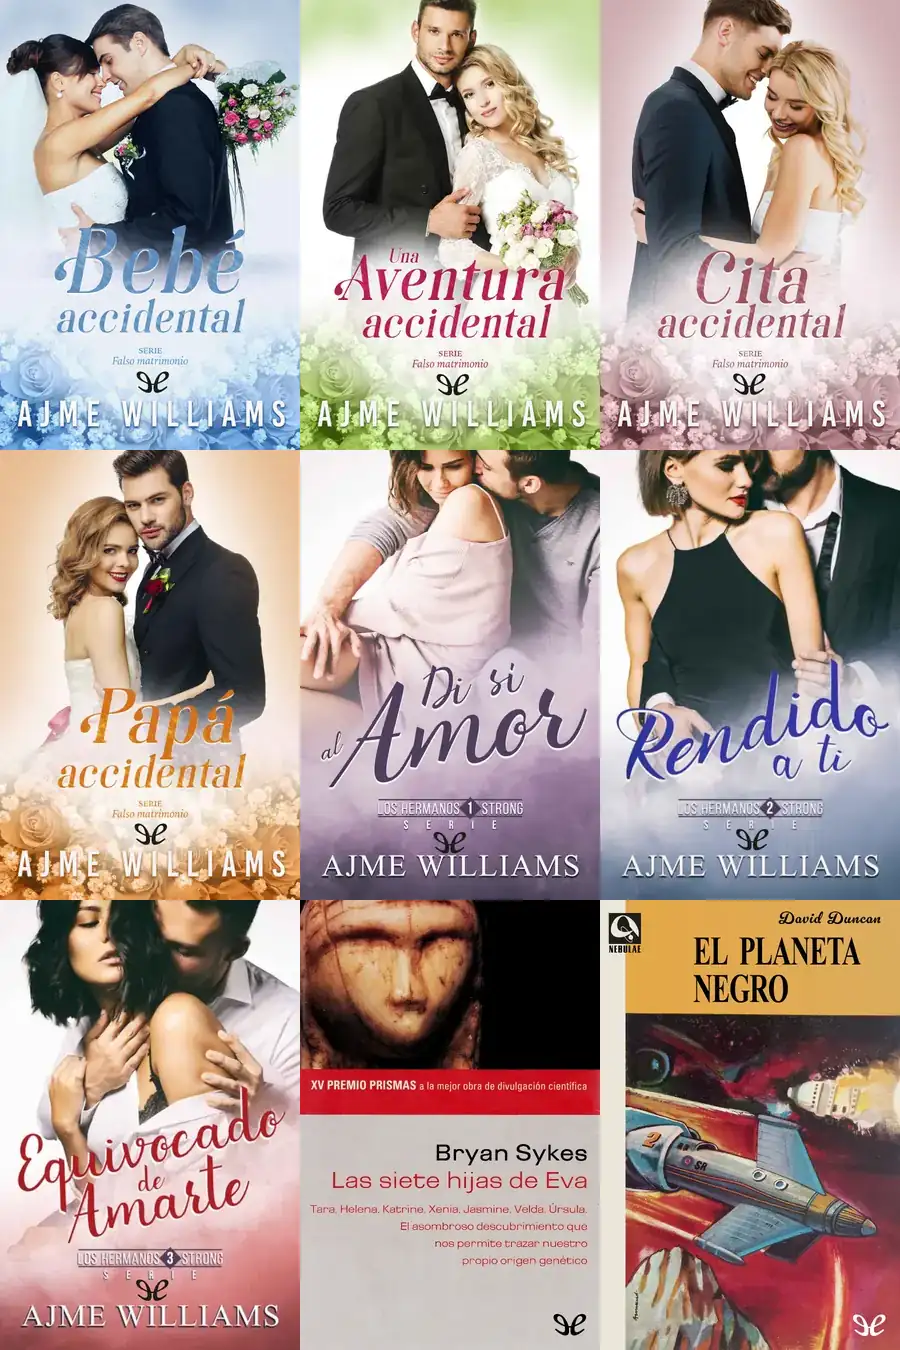 Bebé
accidental
SERIE
Falso matrimonio
AJME WILLIAMS
Una
Aventura
accidental
SERIE
Falso matrimonio
AJME WILLIAMS
Cita
accidental
SERIE
Falso matrimonio
AJME WILLIAMS
Papá
accidental
SERIE
Falso matrimonio
AJME WILLIAMS
Di si
al Amor
LOS HERMANOS 1 STRONG
SERIE
AJME WILLIAMS
Rendido
a ti
LOS HERMANOS 2 STRONG
SERIE
AJME WILLIAMS
Equivocado
de
Amarte
LOS HERMANOS 3 STRONG
SERIE
AJME WILLIAMS
XV PREMIO PRISMAS a la mejor obra de divulgación científica
Bryan Sykes
Las siete hijas de Eva
Tara, Helena, Katrine, Xenia, Jasmine, Velda, Úrsula.
El asombroso descubrimiento que
nos permite trazar nuestro
propio origen genético
NEBULAE
David Duncan
EL PLANETA
NEGRO
2
SR